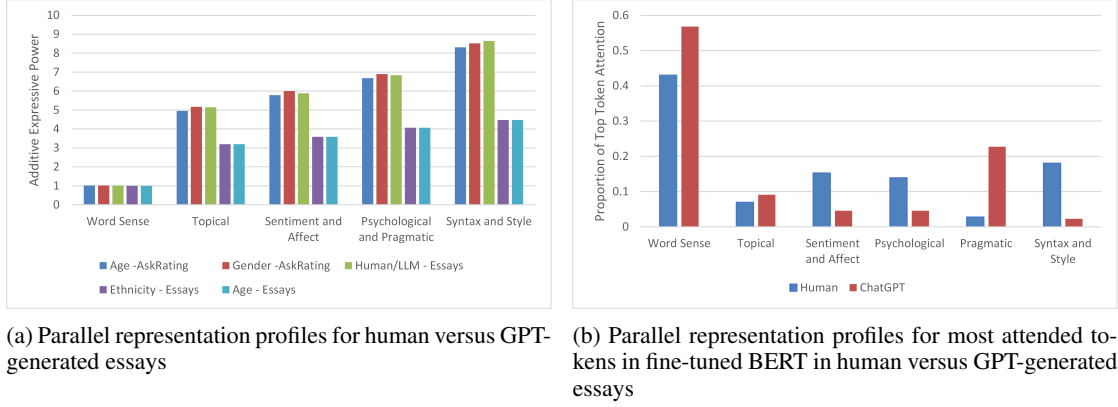 10
9
8
7
6
5
4
3
2
1
0
Additive Expressive Power
Word Sense
Topical
Sentiment and
Affect
Psychological
and Pragmatic
Syntax and Style
Age -AskRating
Gender -AskRating
Human/LLM - Essays
Ethnicity - Essays
Age - Essays
(a) Parallel representation profiles for human versus GPT-
generated essays
0.6
0.5
0.4
0.3
0.2
0.1
0
Proportion of Top Token Attention
Word Sense
Topical
Sentiment
and Affect
Psychological
Pragmatic
Syntax and
Style
Human
ChatGPT
(b) Parallel representation profiles for most attended to-
kens in fine-tuned BERT in human versus GPT-generated
essays